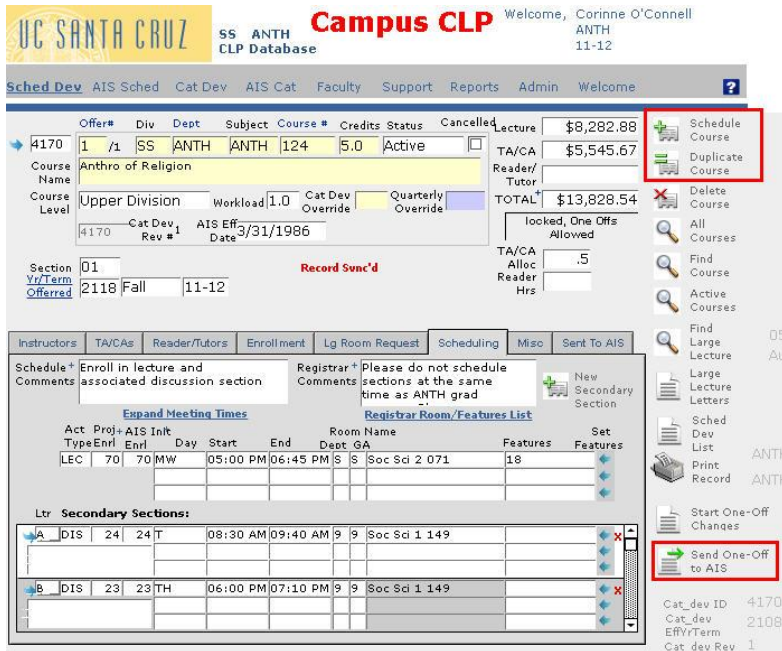 UC SANTA CRUZ
SS ANTH
CLP Database
Campus CLP
Welcome, Corinne O'Connell
ANTH
11-12
Sched Dev AIS Sched Cat Dev AIS Cat Faculty Support Reports Admin Welcome ?
Offer# Div Dept Subject Course # Credits Status Cancelled
4170 1 /1 SS ANTH ANTH 124 5.0 Active
Course Name Anthro of Religion
Course Level Upper Division Workload 1.0 Cat Dev Override Quarterly Override
4170 Cat Dev Rev # 1 AIS Eff Date 3/31/1986
Lecture $8,282.88
TA/CA $5,545.67
Reader/ Tutor
TOTAL+ $13,828.54
locked, One Offs Allowed
TA/CA Alloc .5
Reader Hrs
Section 01
Record Sync'd
Yr/Term Offerred 2118 Fall 11-12
Schedule Course
Duplicate Course
Delete Course
All Courses
Find Course
Active Courses
Find Large Lecture
Large Lecture Letters
Sched Dev List
Print Record
Start One-Off Changes
Send One-Off to AIS
Instructors TA/CAs Reader/Tutors Enrollment Lg Room Request Scheduling Misc Sent To AIS
Schedule+ Comments Enroll in lecture and
associated discussion section
Registrar+ Comments Please do not schedule
sections at the same
time as ANTH grad
New Secondary Section
Expand Meeting Times
Registrar Room/Features List
Act Type Proj+ Enrl AIS Enrl Init Day Start End Dept GA Room Name Features Set Features
LEC 70 70 MW 05:00 PM 06:45 PM S S Soc Sci 2 071 18
Ltr Secondary Sections:
A DIS 24 24 T 08:30 AM 09:40 AM 9 9 Soc Sci 1 149 x
B DIS 23 23 TH 06:00 PM 07:10 PM 9 9 Soc Sci 1 149 x
Cat_dev ID 4170
Cat_dev EffYrTerm 2108
Cat dev Rev 1
05
Au
ANTH
ANTH